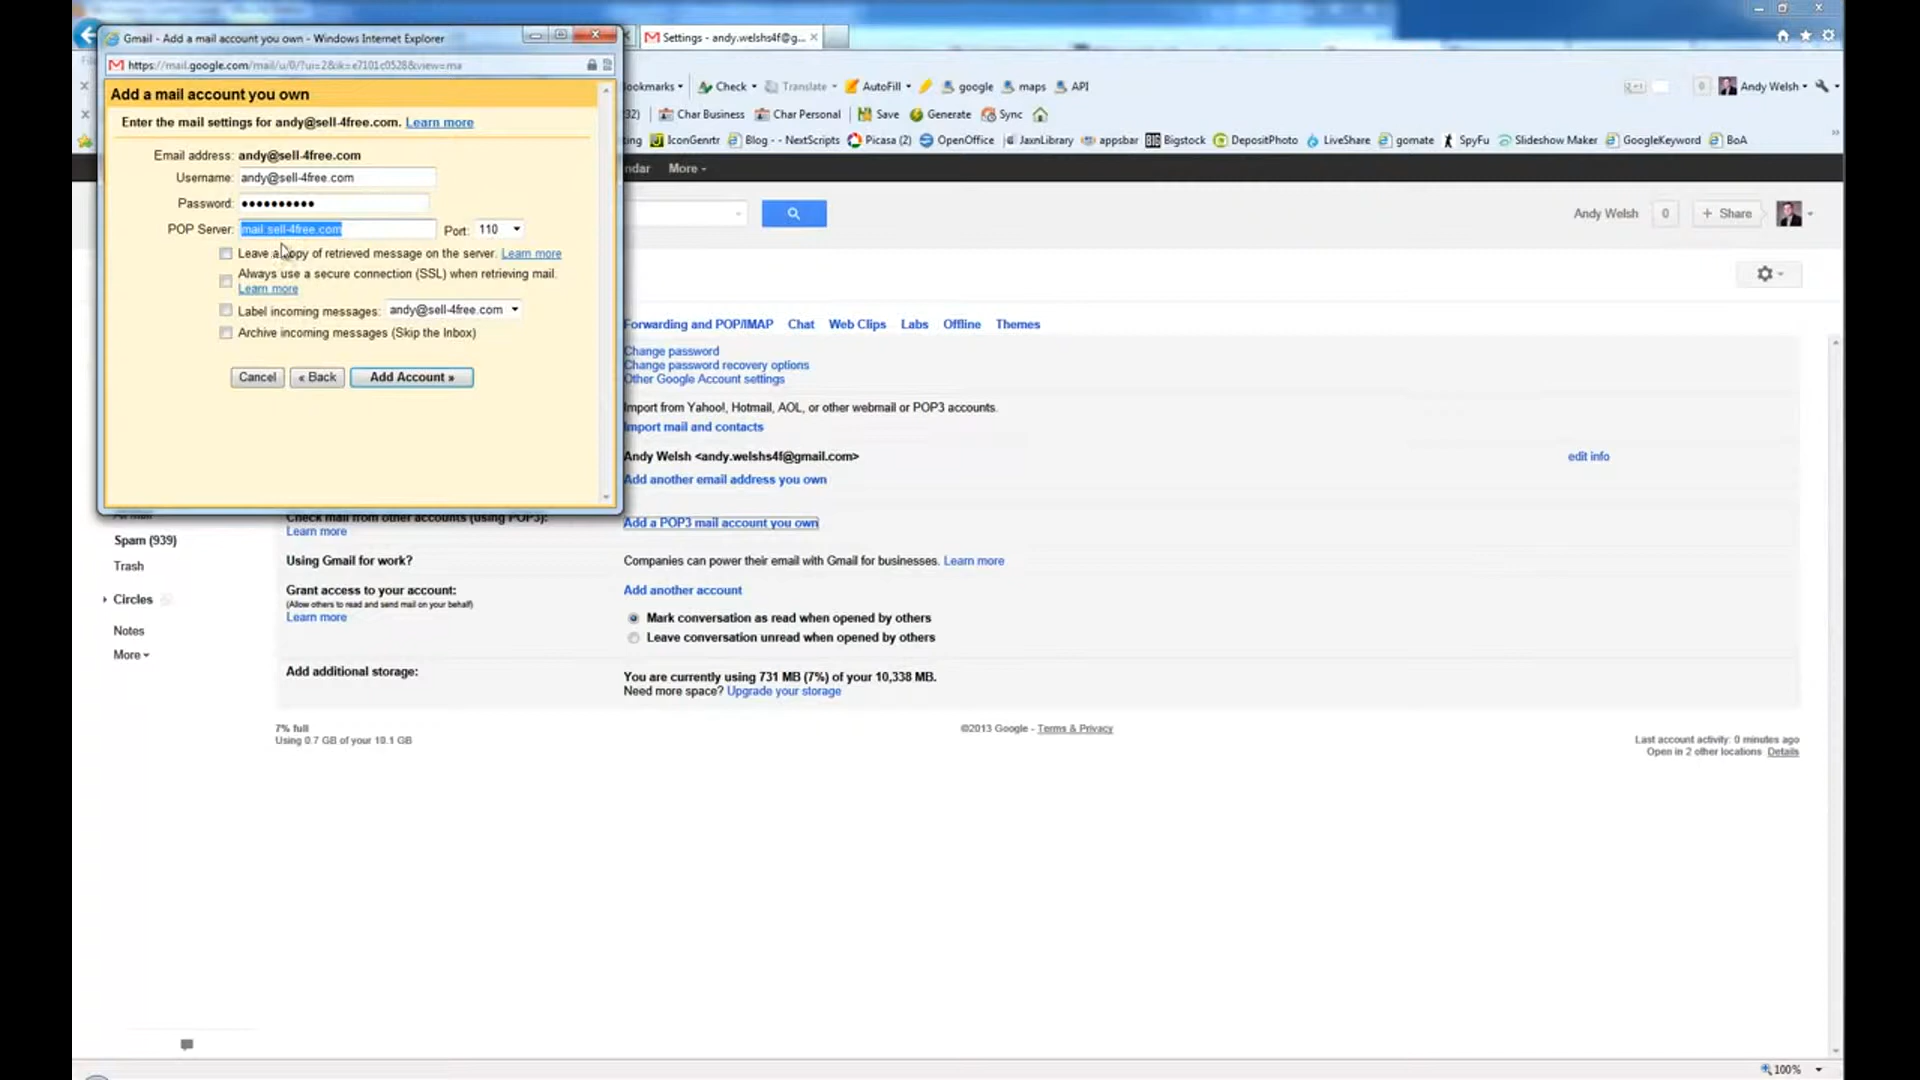 Gmail - Add a mail account you own - Windows Internet Explorer
Settings - andy.welshs4f@g...
https://mail.google.com/mail/u/0/?ui=2&ik=e7101c0528&view=ma
Add a mail account you own
Enter the mail settings for andy@sell-4free.com. Learn more
Email address: andy@sell-4free.com
Username: andy@sell-4free.com
Password: ••••••••••
POP Server: mail.sell-4free.com Port: 110
Leave a copy of retrieved message on the server. Learn more
Always use a secure connection (SSL) when retrieving mail.
Learn more
Label incoming messages: andy@sell-4free.com
Archive incoming messages (Skip the Inbox)
Cancel « Back Add Account »
ookmarks Check Translate AutoFill google maps API Andy Welsh
Char Business Char Personal Save Generate Sync
IconGenrtr Blog - - NextScripts Picasa (2) OpenOffice JaxnLibrary appsbar Bigstock DepositPhoto LiveShare gomate SpyFu Slideshow Maker GoogleKeyword BoA
ndar More
Andy Welsh 0 + Share
Forwarding and POP/IMAP Chat Web Clips Labs Offline Themes
Change password
Change password recovery options
Other Google Account settings
Import from Yahoo!, Hotmail, AOL, or other webmail or POP3 accounts.
Import mail and contacts
Andy Welsh <andy.welshs4f@gmail.com> edit info
Add another email address you own
Check mail from other accounts (using POP3):
Learn more
Add a POP3 mail account you own
Using Gmail for work? Companies can power their email with Gmail for businesses. Learn more
Grant access to your account:
(Allow others to read and send mail on your behalf)
Learn more
Add another account
Mark conversation as read when opened by others
Leave conversation unread when opened by others
Add additional storage: You are currently using 731 MB (7%) of your 10,338 MB.
Need more space? Upgrade your storage
Spam (939)
Trash
Circles
Notes
More
7% full
Using 0.7 GB of your 10.1 GB
©2013 Google - Terms & Privacy
Last account activity: 0 minutes ago
Open in 2 other locations Details
100%